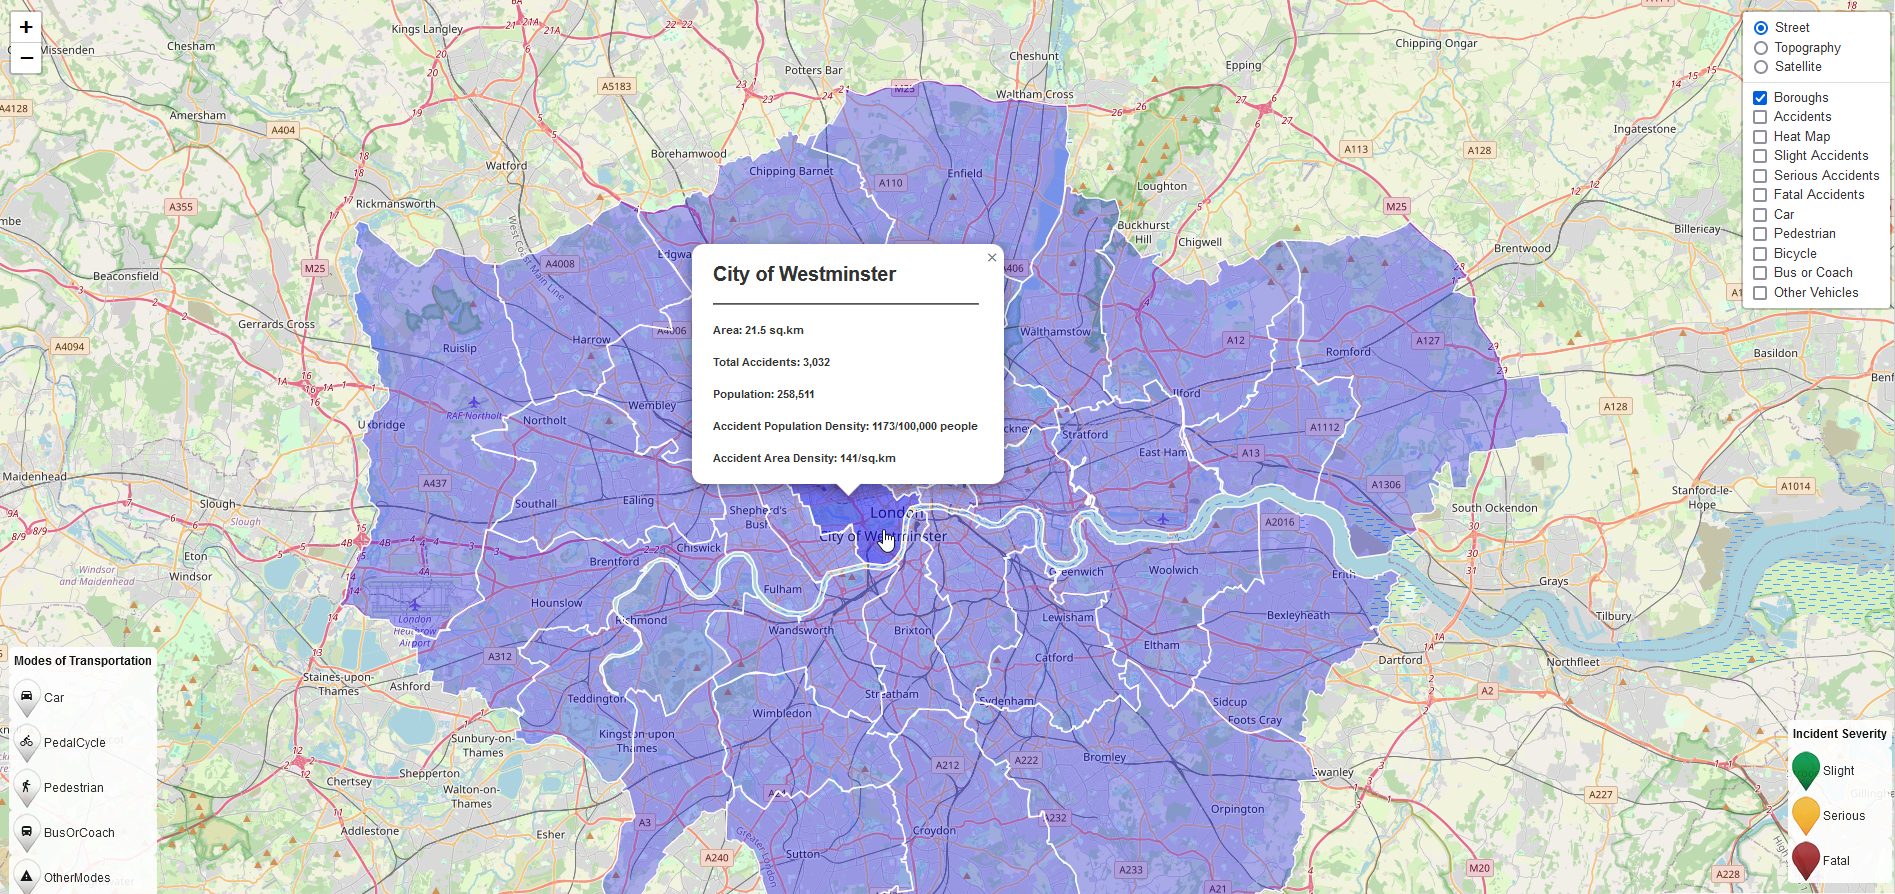 +
−
Street
Topography
Satellite
Boroughs
Accidents
Heat Map
Slight Accidents
Serious Accidents
Fatal Accidents
Car
Pedestrian
Bicycle
Bus or Coach
Other Vehicles
City of Westminster
×
Area: 21.5 sq.km
Total Accidents: 3,032
Population: 258,511
Accident Population Density: 1173/100,000 people
Accident Area Density: 141/sq.km
Modes of Transportation
Car
PedalCycle
Pedestrian
BusOrCoach
OtherModes
Incident Severity
Slight
Serious
Fatal
Missenden
Chesham
Kings Langley
Potters Bar
Cheshunt
Epping
Chipping Ongar
A5183
M25
Waltham Cross
A4128
Amersham
A404
Watford
Borehamwood
Chipping Barnet
A110
Enfield
Loughton
A113
A128
Ingatestone
A355
Rickmansworth
M25
Buckhurst
Hill
Chigwell
Brentwood
Billericay
Beaconsfield
M25
A4008
West Coast Main Line
Edgwa
A406
Gerrards Cross
A4094
Ruislip
Harrow
A4006
Walthamstow
A12
Romford
A127
Basildon
RAF Northolt
Uxbridge
Northolt
Wembley
Ilford
Stratford
A1112
A128
East Ham
A13
Maidenhead
A437
Slough
Slough
Southall
Ealing
Shepherd's
Bush
London
City of Westminster
A1306
Stanford-le-
Hope
A1014
South Ockendon
A2016
Eton
Windsor
Windsor
and Maidenhead
Brentford
Chiswick
Fulham
Greenwich
Woolwich
Erith
Grays
Tilbury
London
Heathrow
Airport
Hounslow
Richmond
Wandsworth
Brixton
Lewisham
Eltham
Bexleyheath
A312
Staines-upon-
Thames
Ashford
Teddington
Wimbledon
Streatham
Catford
Sydenham
Sidcup
Foots Cray
Dartford
Northfleet
A2
Sunbury-on-
Thames
Kingston upon
Thames
A212
A222
Bromley
Swanley
Chertsey
Shepperton
Walton-on-
Thames
A3
Addlestone
Esher
A240
Greater London
Sutton
Croydon
A232
Orpington
A233
A21
A227
M20
A228